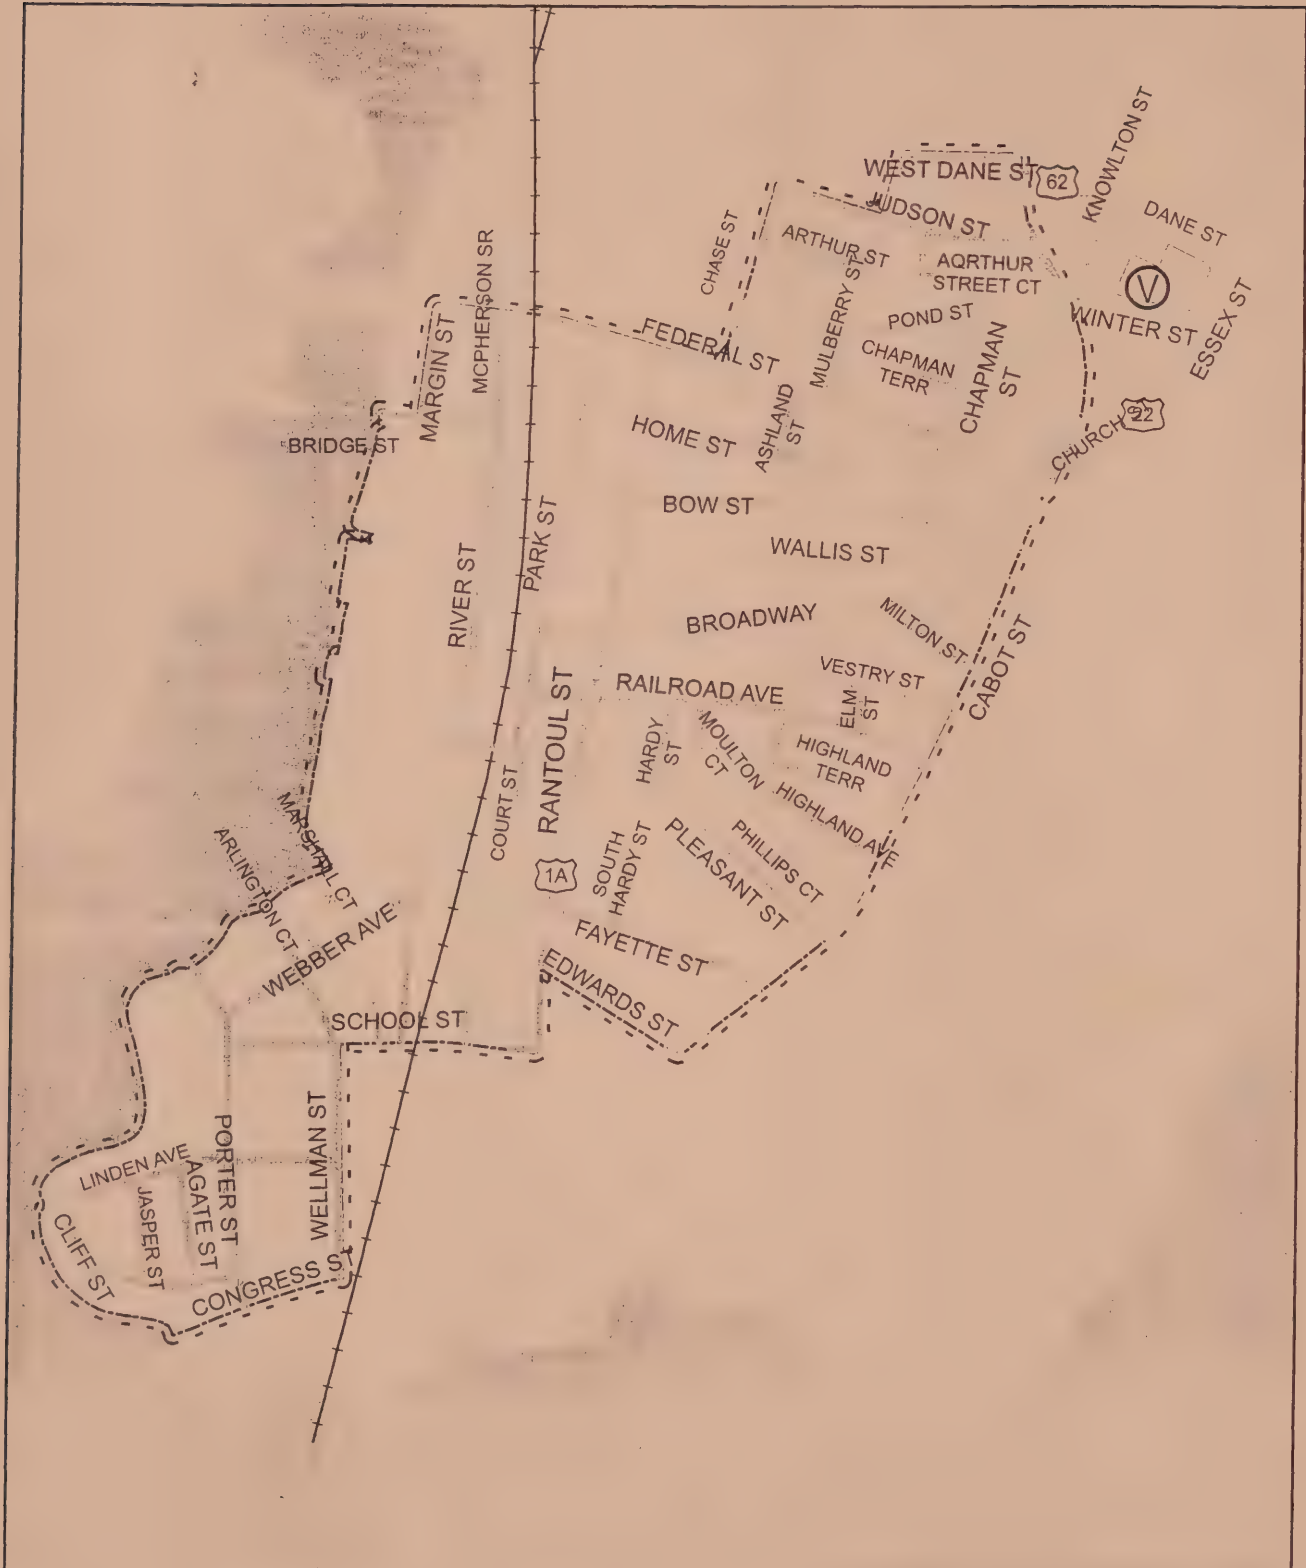 KNOWLTON ST
WEST DANE ST
62
JUDSON ST
DANE ST
CHASE ST
ARTHUR ST
AQRTHUR
STREET CT
V
MCPHERSON SR
MULBERRY ST
POND ST
WINTER ST
ESSEX ST
MARGIN ST
FEDERAL ST
CHAPMAN
TERR
CHAPMAN
ST
BRIDGE ST
HOME ST
ASHLAND
ST
CHURCH
22
BOW ST
PARK ST
WALLIS ST
RIVER ST
BROADWAY
MILTON ST
CABOT ST
VESTRY ST
RAILROAD AVE
ELM
ST
RANTOUL ST
HARDY
ST
MOULTON
CT
HIGHLAND
TERR
COURT ST
HIGHLAND AVE
MARSHALL CT
ARLINGTON CT
1A
SOUTH
HARDY ST
PLEASANT ST
PHILLIPS CT
WEBBER AVE
FAYETTE ST
EDWARDS ST
SCHOOL ST
WELLMAN ST
PORTER ST
LINDEN AVE
AGATE ST
JASPER ST
CLIFF ST
CONGRESS ST